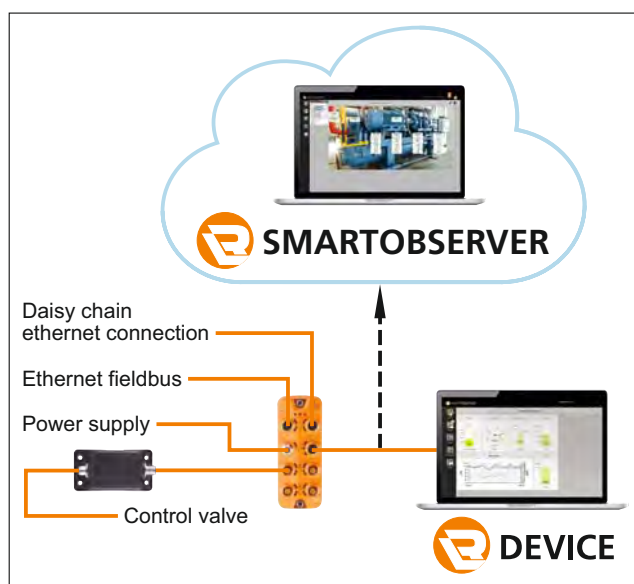 SMARTOBSERVER
Daisy chain
ethernet connection
Ethernet fieldbus
Power supply
Control valve
DEVICE